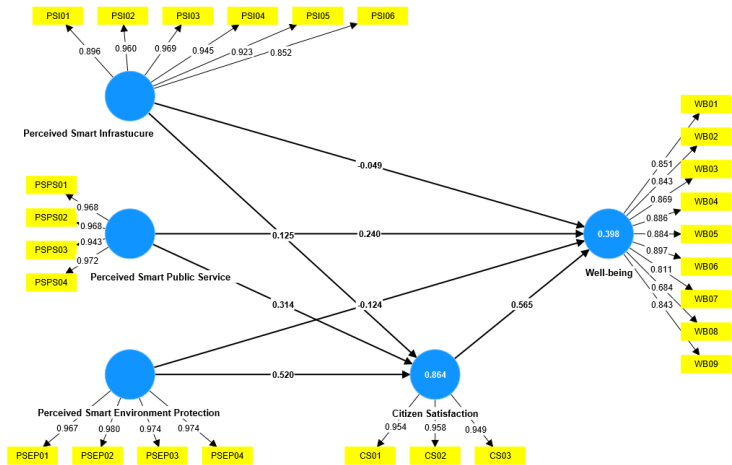 PSI01
PSI02
PSI03
PSI04
PSI05
PSI06
0.896
0.960
0.969
0.945
0.923
0.852
Perceived Smart Infrastucure
PSPS01
PSPS02
PSPS03
PSPS04
0.968
0.968
0.943
0.972
Perceived Smart Public Service
PSEP01
PSEP02
PSEP03
PSEP04
0.967
0.980
0.974
0.974
Perceived Smart Environment Protection
-0.049
0.125
0.240
0.314
-0.124
0.520
0.565
0.864
Citizen Satisfaction
0.954
0.958
0.949
CS01
CS02
CS03
0.398
Well-being
0.851
0.843
0.869
0.886
0.884
0.897
0.811
0.684
0.843
WB01
WB02
WB03
WB04
WB05
WB06
WB07
WB08
WB09